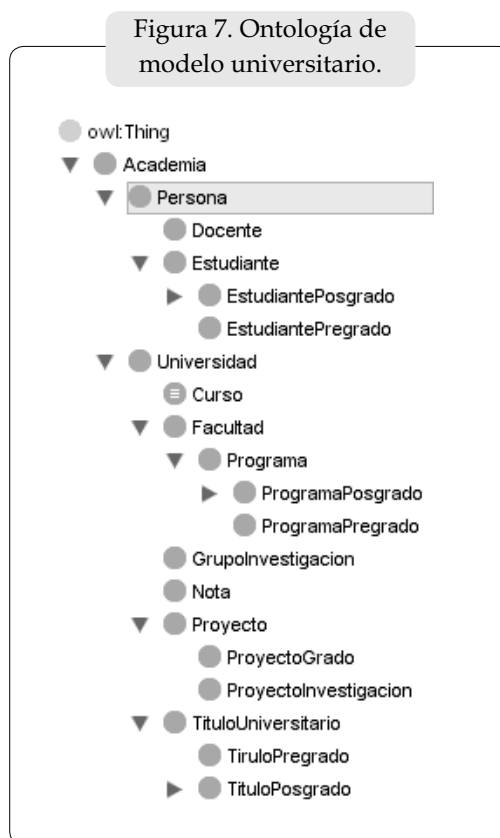 Figura 7. Ontología de
modelo universitario.
owl:Thing
Academia
Persona
Docente
Estudiante
EstudiantePosgrado
EstudiantePregrado
Universidad
Curso
Facultad
Programa
ProgramaPosgrado
ProgramaPregrado
GrupoInvestigacion
Nota
Proyecto
ProyectoGrado
ProyectoInvestigacion
TituloUniversitario
TiruloPregrado
TituloPosgrado